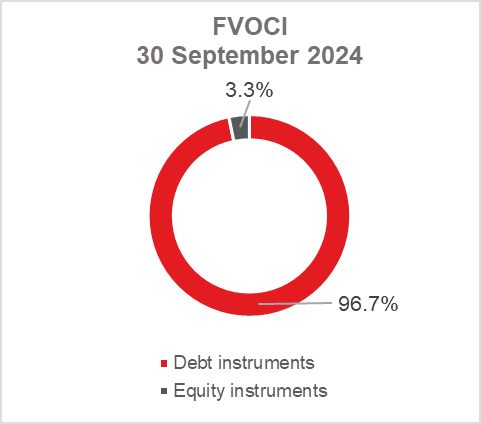 FVOCI
30 September 2024
3.3%
96.7%
Debt instruments
Equity instruments